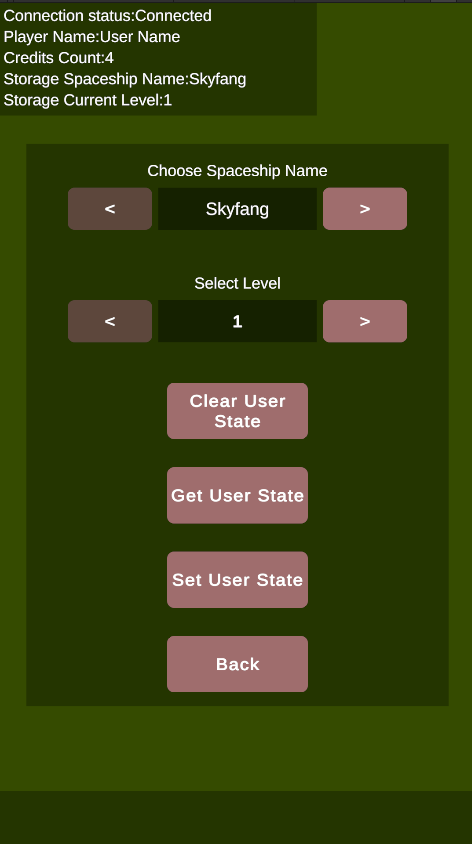 Connection status:Connected
Player Name:User Name
Credits Count:4
Storage Spaceship Name:Skyfang
Storage Current Level:1
Choose Spaceship Name
< Skyfang >
Select Level
< 1 >
Clear User
State
Get User State
Set User State
Back